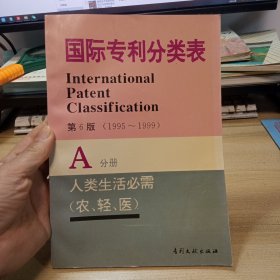 国际专利分类表
International
Patent
Classification
第6版（1995～1999）
A 分册
人类生活必需
（农、轻、医）
专利文献出版社